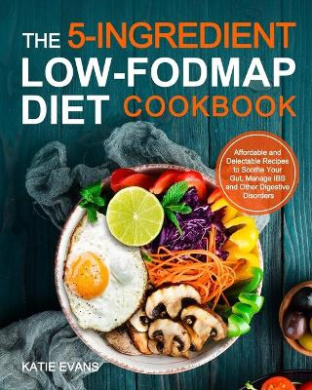 THE 5-INGREDIENT
LOW-FODMAP
DIET COOKBOOK
Affordable and
Delectable Recipes
to Soothe Your
Gut, Manage IBS
and Other Digestive
Disorders
KATIE EVANS